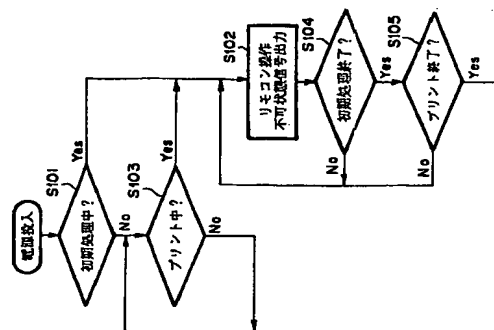 電源投入
S101
初期処理中?
Yes
No
S103
プリント中?
Yes
No
S102
リモコン操作
不可状態信号出力
S104
初期処理終了?
No
Yes
S105
プリント終了?
No
Yes